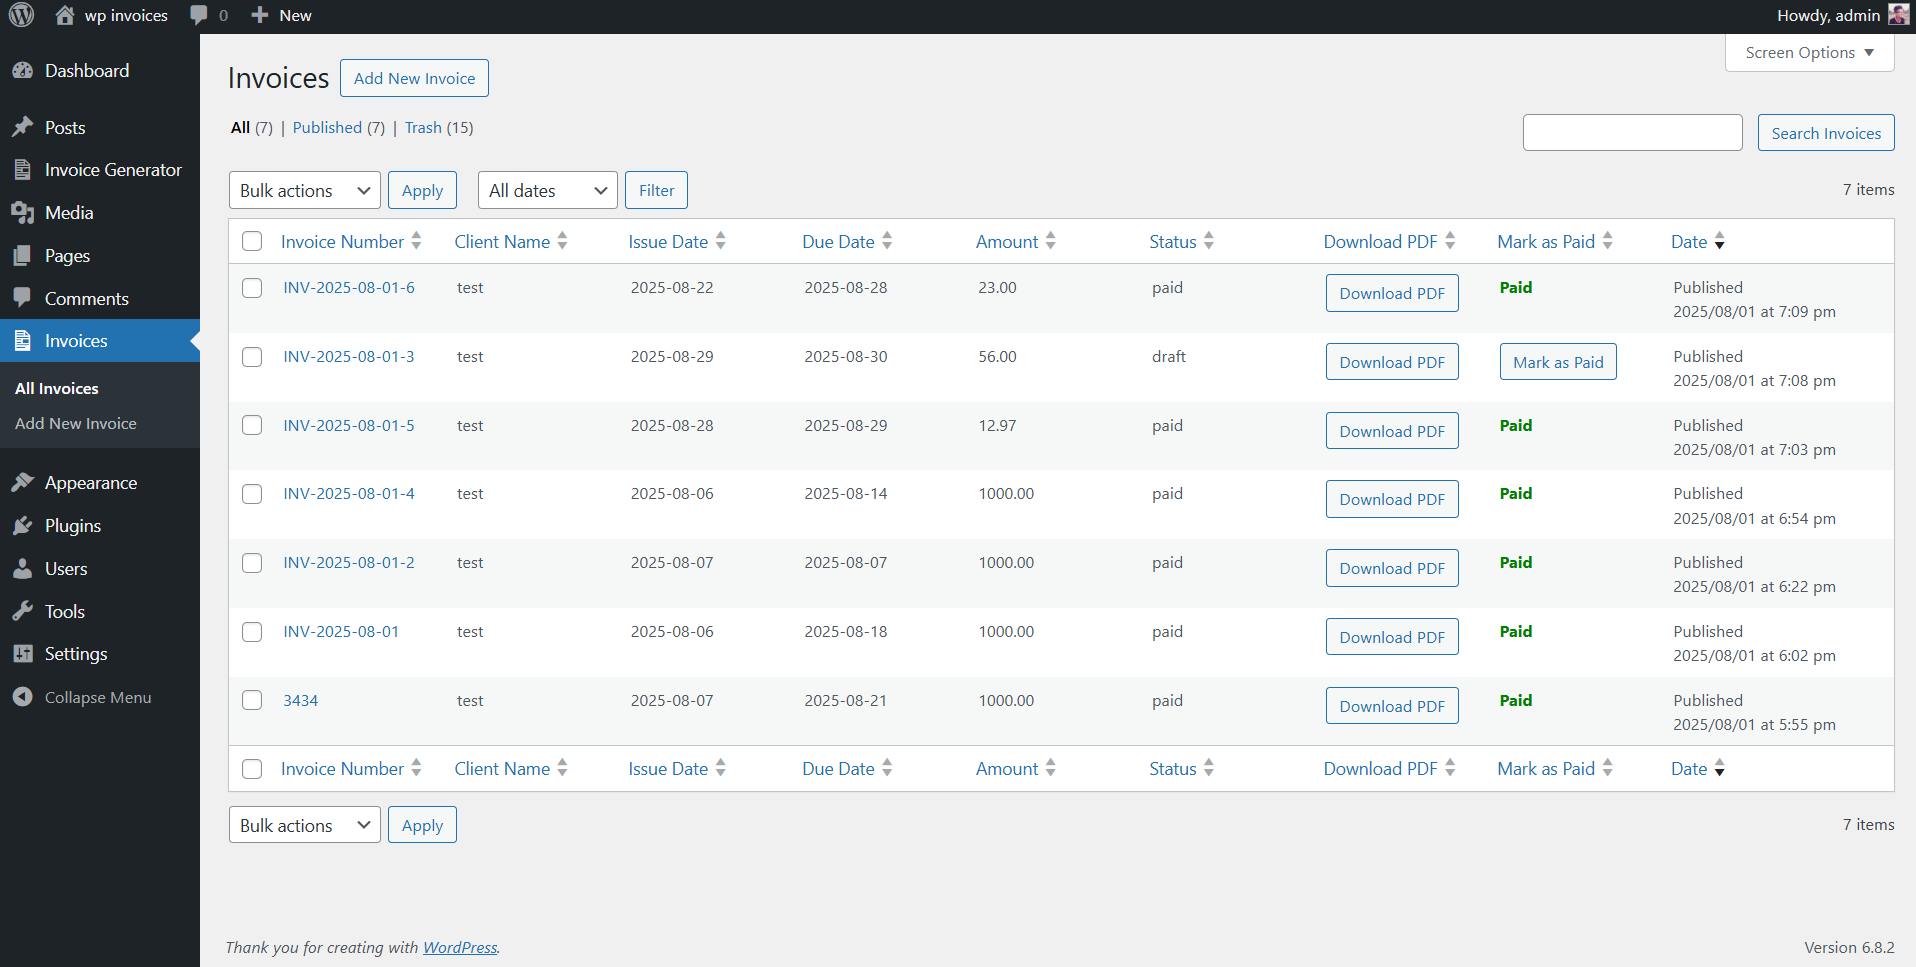 wp invoices 0 New Howdy, admin
Screen Options
Dashboard
Posts
Invoice Generator
Media
Pages
Comments
Invoices
All Invoices
Add New Invoice
Appearance
Plugins
Users
Tools
Settings
Collapse Menu
Invoices Add New Invoice
All (7) | Published (7) | Trash (15)
Search Invoices
Bulk actions Apply All dates Filter 7 items
Invoice Number Client Name Issue Date Due Date Amount Status Download PDF Mark as Paid Date
INV-2025-08-01-6 test 2025-08-22 2025-08-28 23.00 paid Download PDF Paid Published
2025/08/01 at 7:09 pm
INV-2025-08-01-3 test 2025-08-29 2025-08-30 56.00 draft Download PDF Mark as Paid Published
2025/08/01 at 7:08 pm
INV-2025-08-01-5 test 2025-08-28 2025-08-29 12.97 paid Download PDF Paid Published
2025/08/01 at 7:03 pm
INV-2025-08-01-4 test 2025-08-06 2025-08-14 1000.00 paid Download PDF Paid Published
2025/08/01 at 6:54 pm
INV-2025-08-01-2 test 2025-08-07 2025-08-07 1000.00 paid Download PDF Paid Published
2025/08/01 at 6:22 pm
INV-2025-08-01 test 2025-08-06 2025-08-18 1000.00 paid Download PDF Paid Published
2025/08/01 at 6:02 pm
3434 test 2025-08-07 2025-08-21 1000.00 paid Download PDF Paid Published
2025/08/01 at 5:55 pm
Invoice Number Client Name Issue Date Due Date Amount Status Download PDF Mark as Paid Date
Bulk actions Apply 7 items
Thank you for creating with WordPress. Version 6.8.2